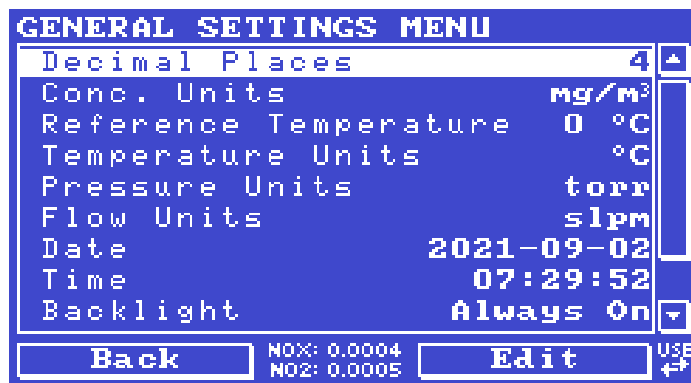 GENERAL SETTINGS MENU
Decimal Places 4
Conc. Units mg/m³
Reference Temperature 0 °C
Temperature Units °C
Pressure Units torr
Flow Units slpm
Date 2021-09-02
Time 07:29:52
Backlight Always On
Back NOX: 0.0004 Edit USB
NO2: 0.0005